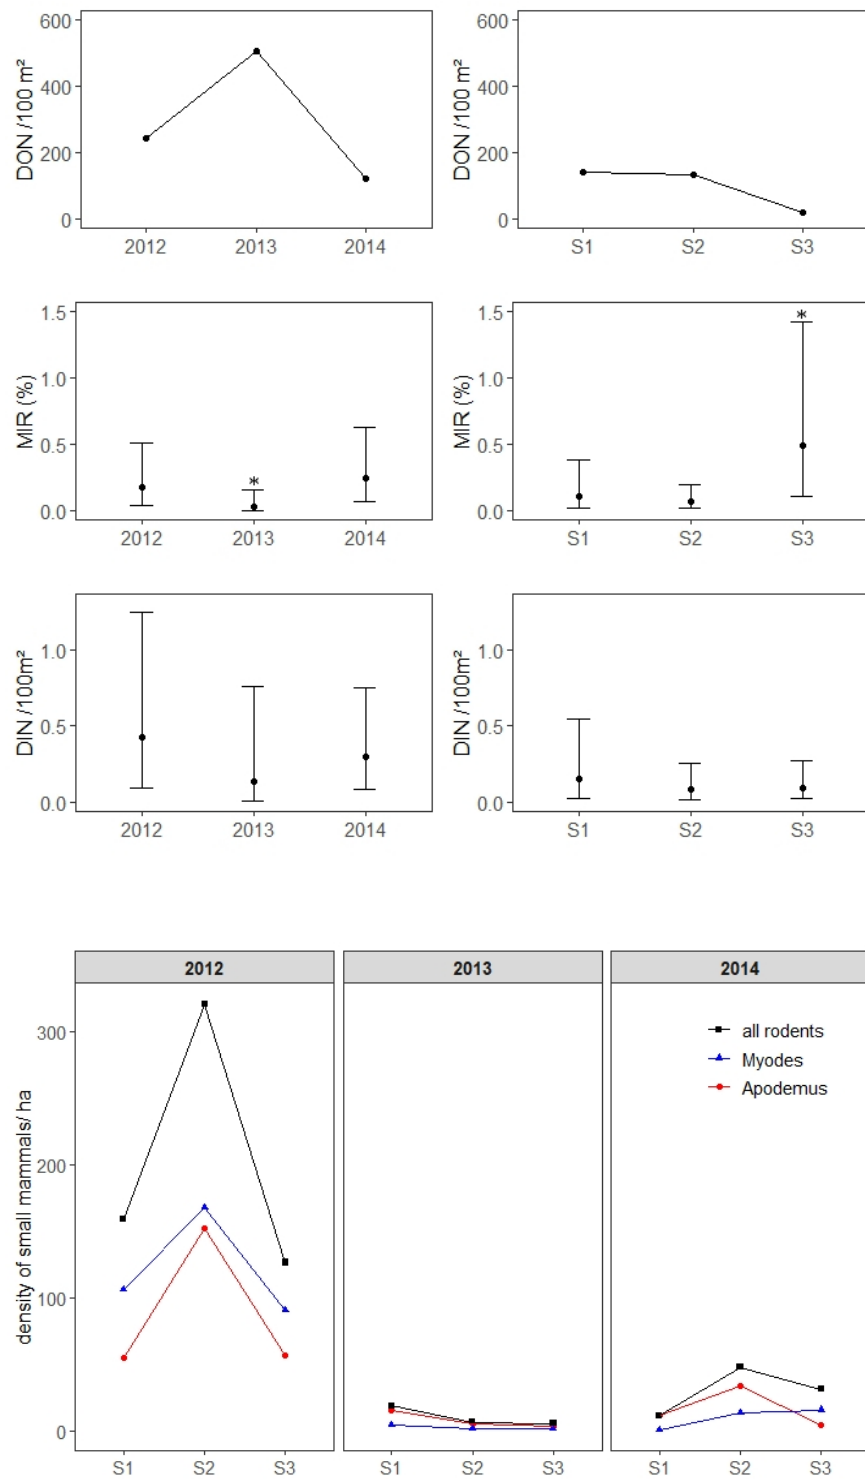 600
400
200
0
DON /100 m²
2012 2013 2014
600
400
200
0
DON /100 m²
S1 S2 S3
1.5
1.0
0.5
0.0
MIR (%)
*
2012 2013 2014
1.5
1.0
0.5
0.0
MIR (%)
*
S1 S2 S3
1.0
0.5
0.0
DIN /100m²
2012 2013 2014
1.0
0.5
0.0
DIN /100m²
S1 S2 S3
2012 2013 2014
300
200
100
0
density of small mammals/ ha
all rodents
Myodes
Apodemus
S1 S2 S3 S1 S2 S3 S1 S2 S3